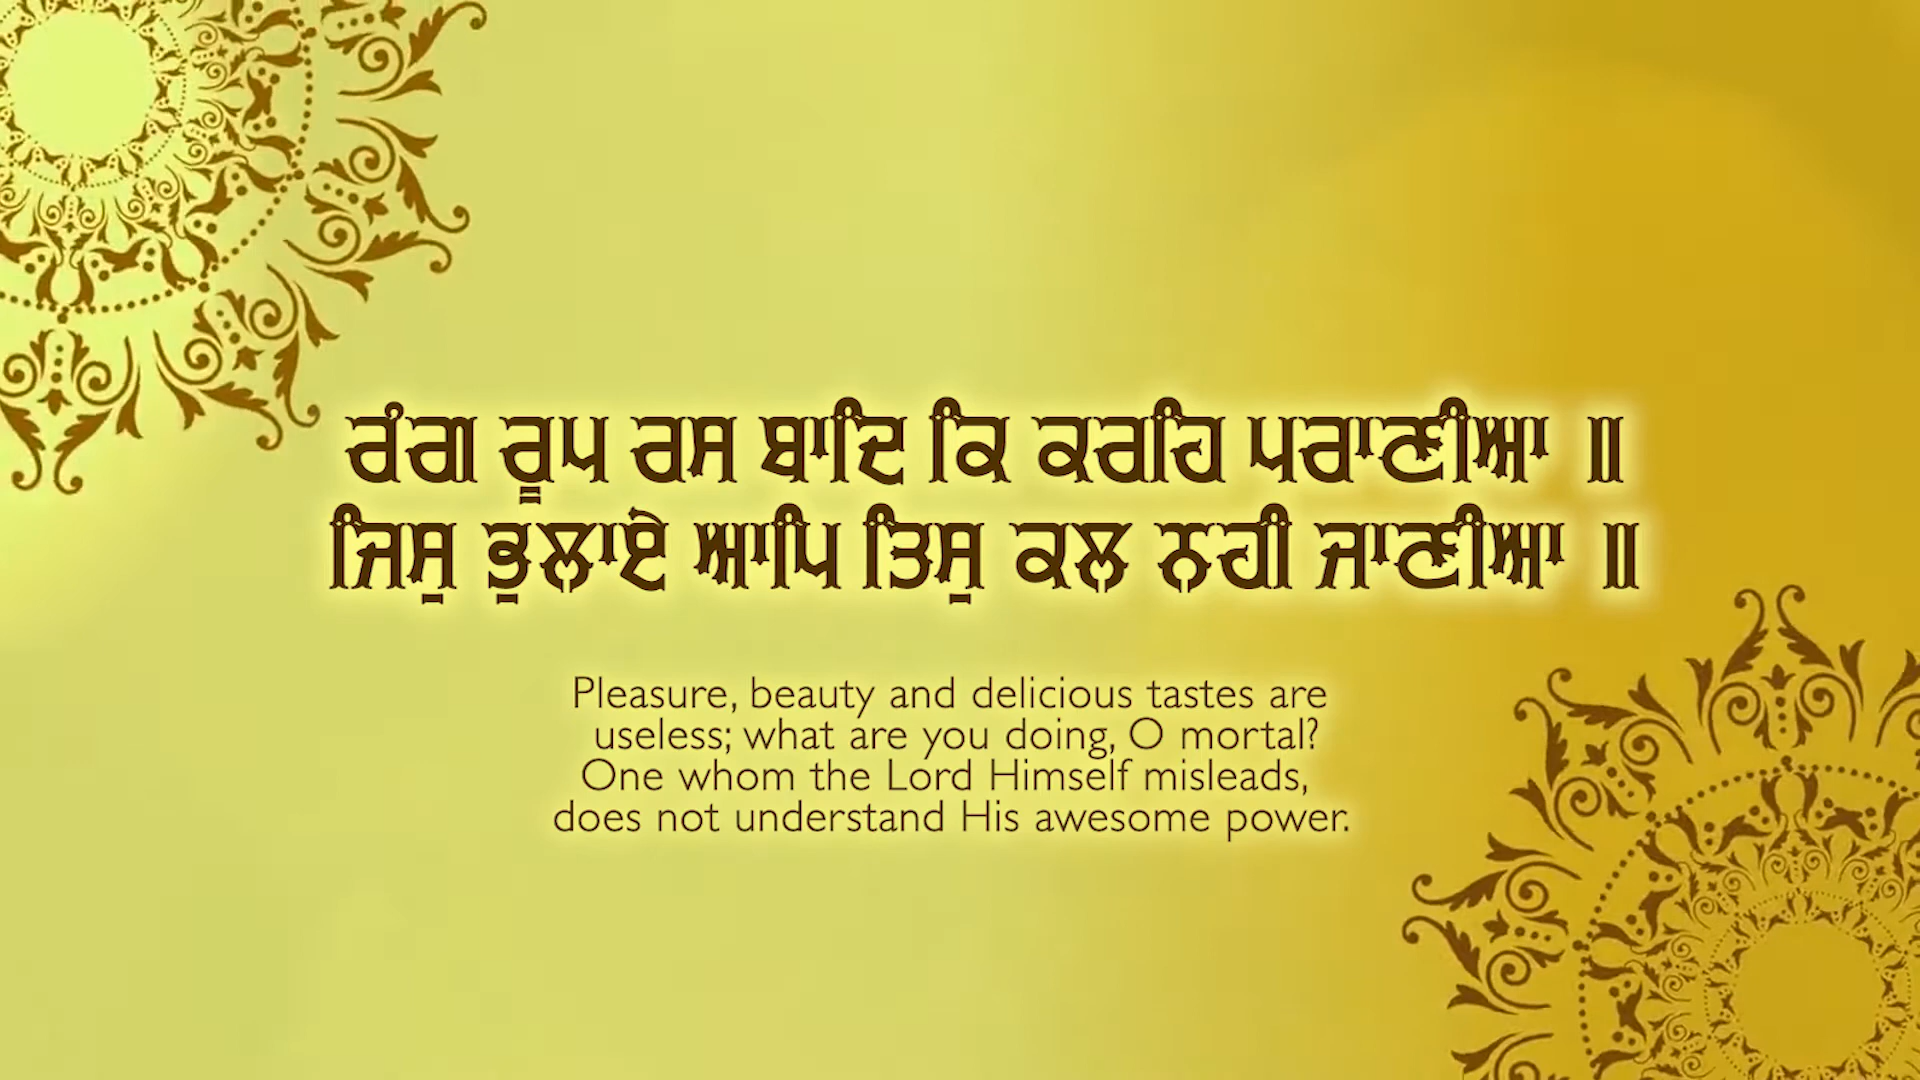 ਰੰਗ ਰੂਪ ਰਸ ਬਾਦਿ ਕਿ ਕਰਹਿ ਪਰਾਣੀਆ ॥
ਜਿਸੁ ਭੁਲਾਏ ਆਪਿ ਤਿਸੁ ਕਲ ਨਹੀ ਜਾਣੀਆ ॥
Pleasure, beauty and delicious tastes are
useless; what are you doing, O mortal?
One whom the Lord Himself misleads,
does not understand His awesome power.